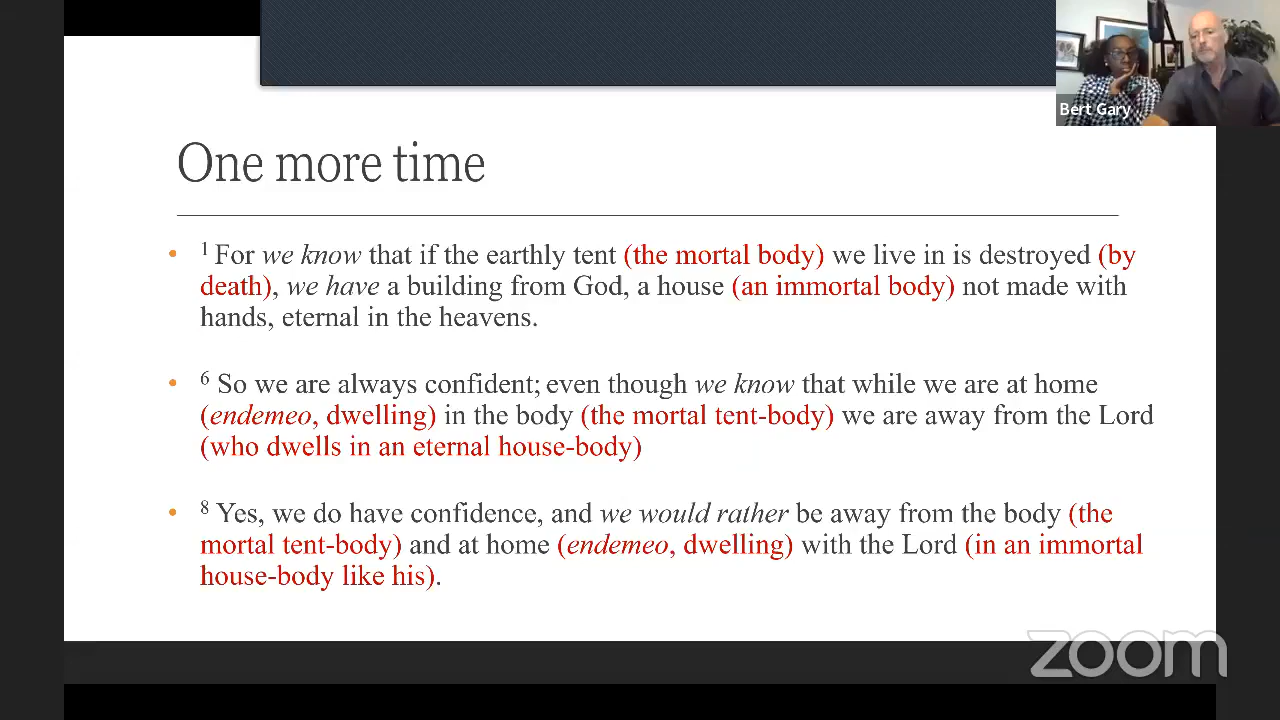 Bert Gary
One more time
• ¹ For we know that if the earthly tent (the mortal body) we live in is destroyed (by
death), we have a building from God, a house (an immortal body) not made with
hands, eternal in the heavens.
• ⁶ So we are always confident; even though we know that while we are at home
(endemeo, dwelling) in the body (the mortal tent-body) we are away from the Lord
(who dwells in an eternal house-body)
• ⁸ Yes, we do have confidence, and we would rather be away from the body (the
mortal tent-body) and at home (endemeo, dwelling) with the Lord (in an immortal
house-body like his).
zoom